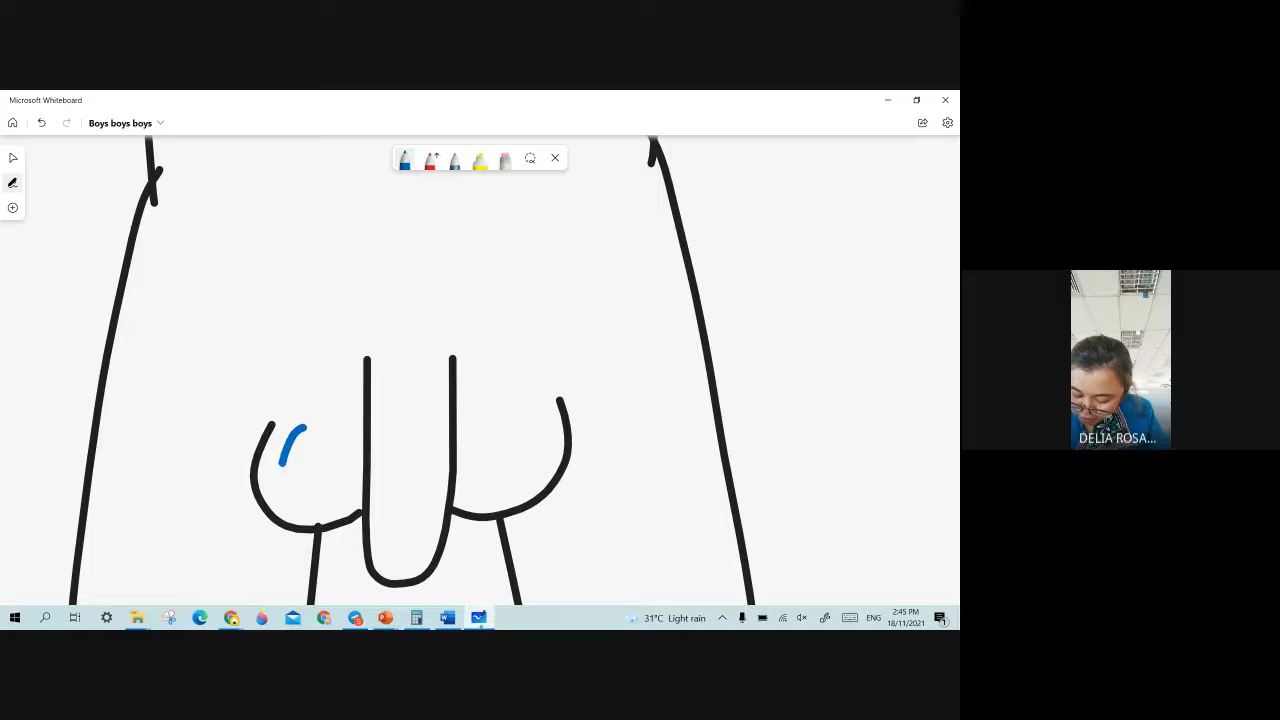 Microsoft Whiteboard
Boys boys boys
DELIA ROSA...
31°C Light rain
ENG
2:45 PM
18/11/2021